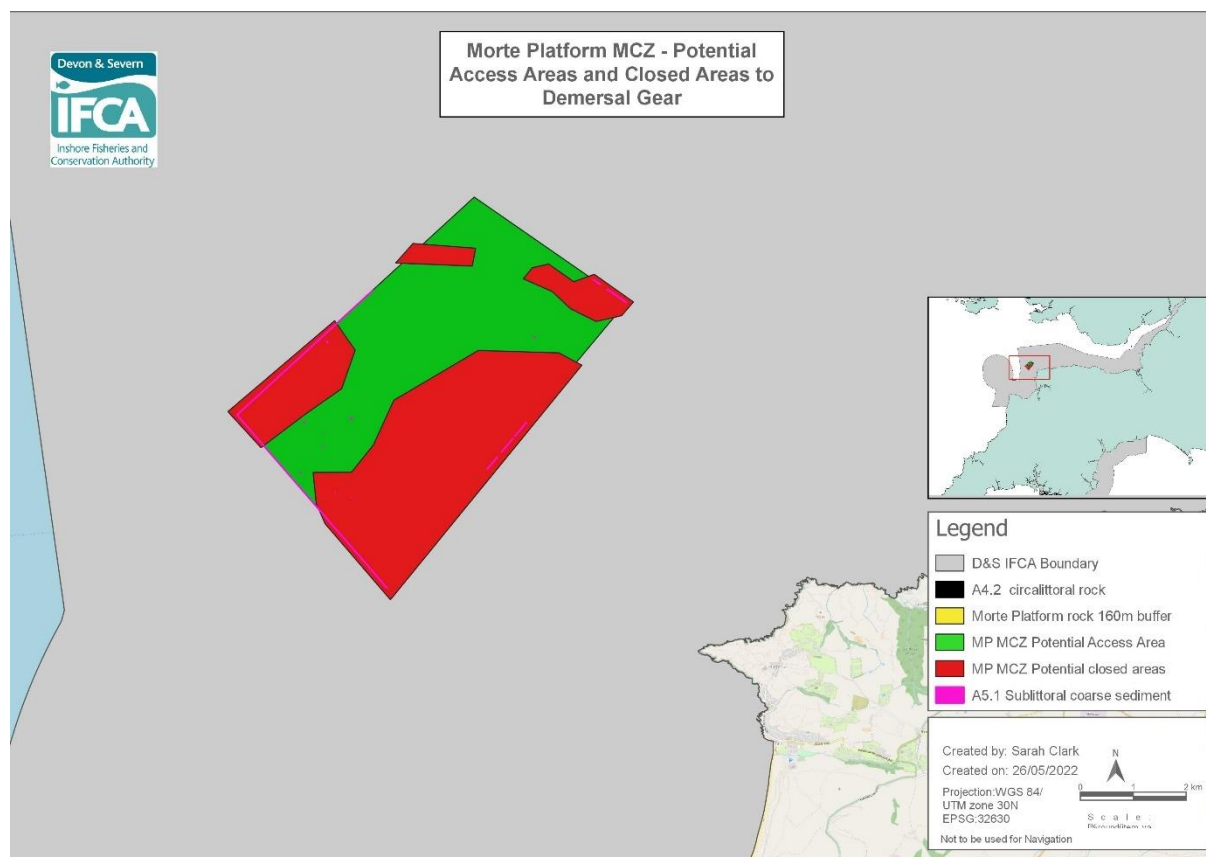 Devon & Severn
IFCA
Inshore Fisheries and
Conservation Authority
Morte Platform MCZ - Potential
Access Areas and Closed Areas to
Demersal Gear
Legend
D&S IFCA Boundary
A4.2 circalittoral rock
Morte Platform rock 160m buffer
MP MCZ Potential Access Area
MP MCZ Potential closed areas
A5.1 Sublittoral coarse sediment
Created by: Sarah Clark
Created on: 26/05/2022
Projection:WGS 84/
UTM zone 30N
EPSG:32630
Not to be used for Navigation
N
0 1 2 km
Scale: